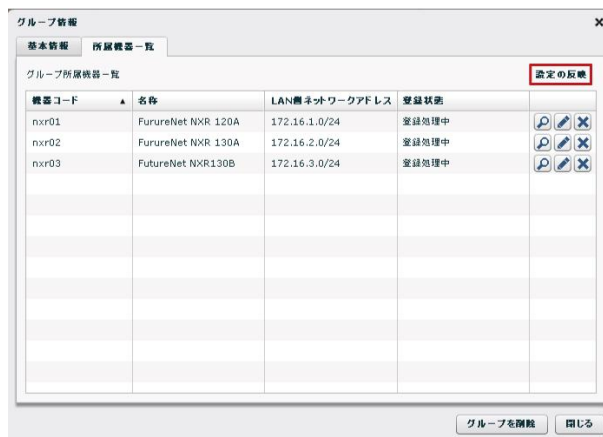 グループ情報
×
基本情報 所属機器一覧
グループ所属機器一覧 設定の反映
機器コード ▲ 名称 LAN側ネットワークアドレス 登録状態
nxr01 FurureNet NXR 120A 172.16.1.0/24 登録処理中
nxr02 FurureNet NXR 130A 172.16.2.0/24 登録処理中
nxr03 FutureNet NXR130B 172.16.3.0/24 登録処理中
グループを削除 閉じる